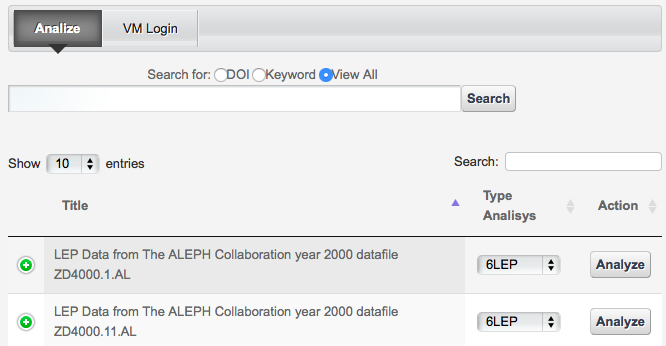 Analize VM Login
Search for: DOI Keyword View All
Search
Show 10 entries Search:
Title Type Analisys Action
LEP Data from The ALEPH Collaboration year 2000 datafile
ZD4000.1.AL
6LEP Analyze
LEP Data from The ALEPH Collaboration year 2000 datafile
ZD4000.11.AL
6LEP Analyze